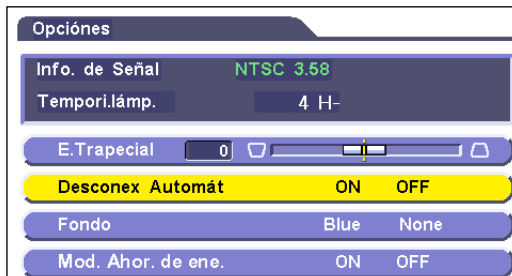 Opciónes
Info. de Señal NTSC 3.58
Tempori.lámp. 4 H-
E.Trapecial 0
Desconex Automát ON OFF
Fondo Blue None
Mod. Ahor. de ene. ON OFF